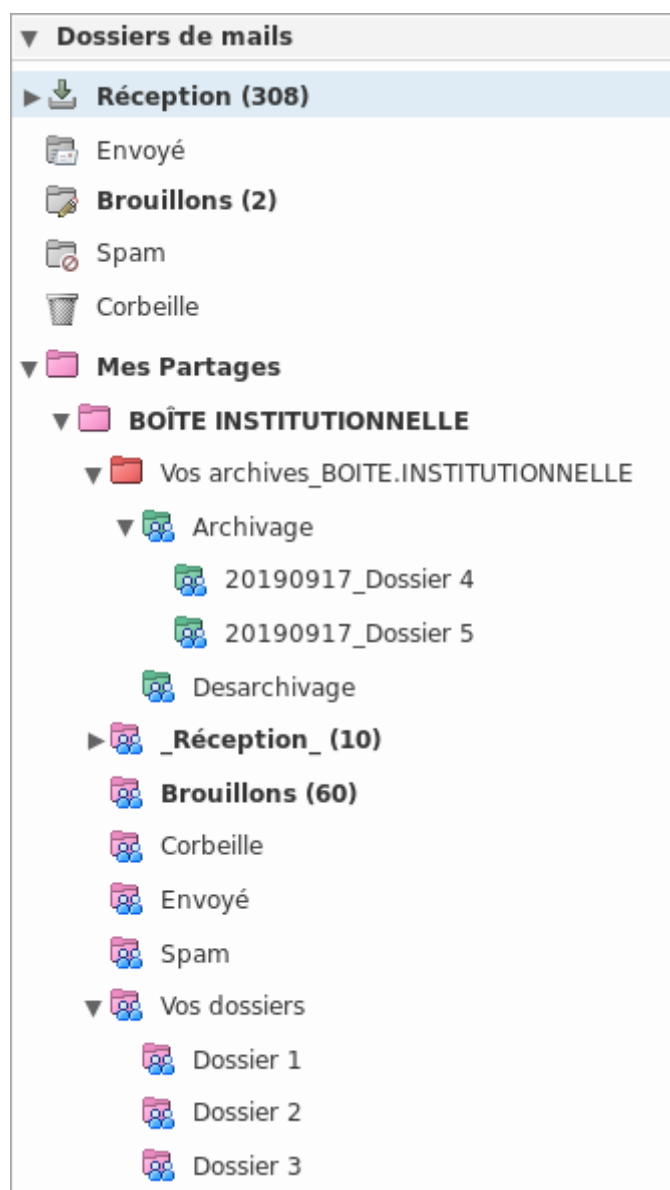 Dossiers de mails
Réception (308)
Envoyé
Brouillons (2)
Spam
Corbeille
Mes Partages
BOÎTE INSTITUTIONNELLE
Vos archives_BOITE.INSTITUTIONNELLE
Archivage
20190917_Dossier 4
20190917_Dossier 5
Desarchivage
_Réception_ (10)
Brouillons (60)
Corbeille
Envoyé
Spam
Vos dossiers
Dossier 1
Dossier 2
Dossier 3